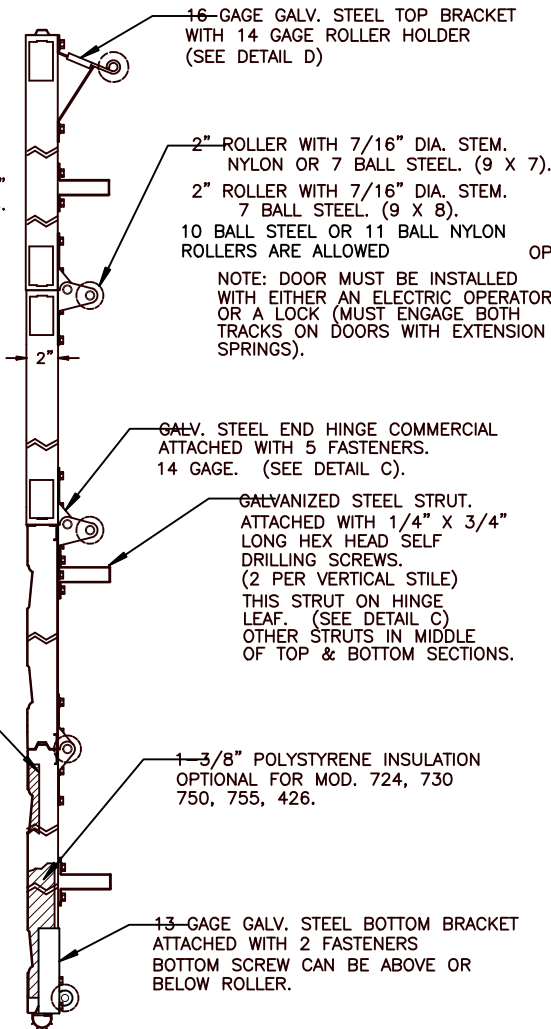 16 GAGE GALV. STEEL TOP BRACKET
WITH 14 GAGE ROLLER HOLDER
(SEE DETAIL D)
2" ROLLER WITH 7/16" DIA. STEM.
NYLON OR 7 BALL STEEL. (9 X 7).
2" ROLLER WITH 7/16" DIA. STEM.
7 BALL STEEL. (9 X 8).
10 BALL STEEL OR 11 BALL NYLON
ROLLERS ARE ALLOWED
OP
NOTE: DOOR MUST BE INSTALLED
WITH EITHER AN ELECTRIC OPERATOR
OR A LOCK (MUST ENGAGE BOTH
TRACKS ON DOORS WITH EXTENSION
SPRINGS).
2"
GALV. STEEL END HINGE COMMERCIAL
ATTACHED WITH 5 FASTENERS.
14 GAGE. (SEE DETAIL C).
GALVANIZED STEEL STRUT.
ATTACHED WITH 1/4" X 3/4"
LONG HEX HEAD SELF
DRILLING SCREWS.
(2 PER VERTICAL STILE)
THIS STRUT ON HINGE
LEAF. (SEE DETAIL C)
OTHER STRUTS IN MIDDLE
OF TOP & BOTTOM SECTIONS.
1-3/8" POLYSTYRENE INSULATION
OPTIONAL FOR MOD. 724, 730
750, 755, 426.
13 GAGE GALV. STEEL BOTTOM BRACKET
ATTACHED WITH 2 FASTENERS
BOTTOM SCREW CAN BE ABOVE OR
BELOW ROLLER.